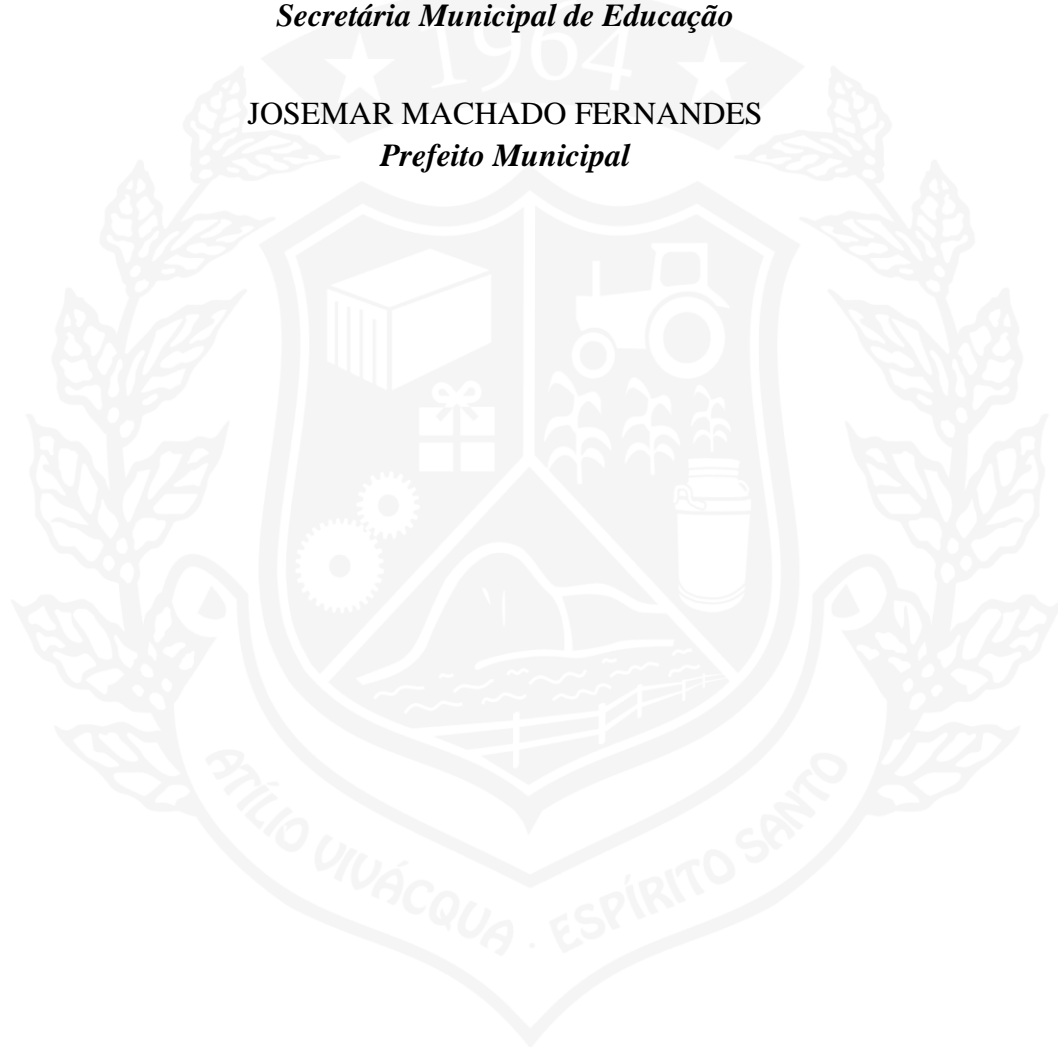 Secretária Municipal de Educação
1964
JOSEMAR MACHADO FERNANDES
Prefeito Municipal
ATÍLIO VIVÁCQUA · ESPÍRITO SANTO